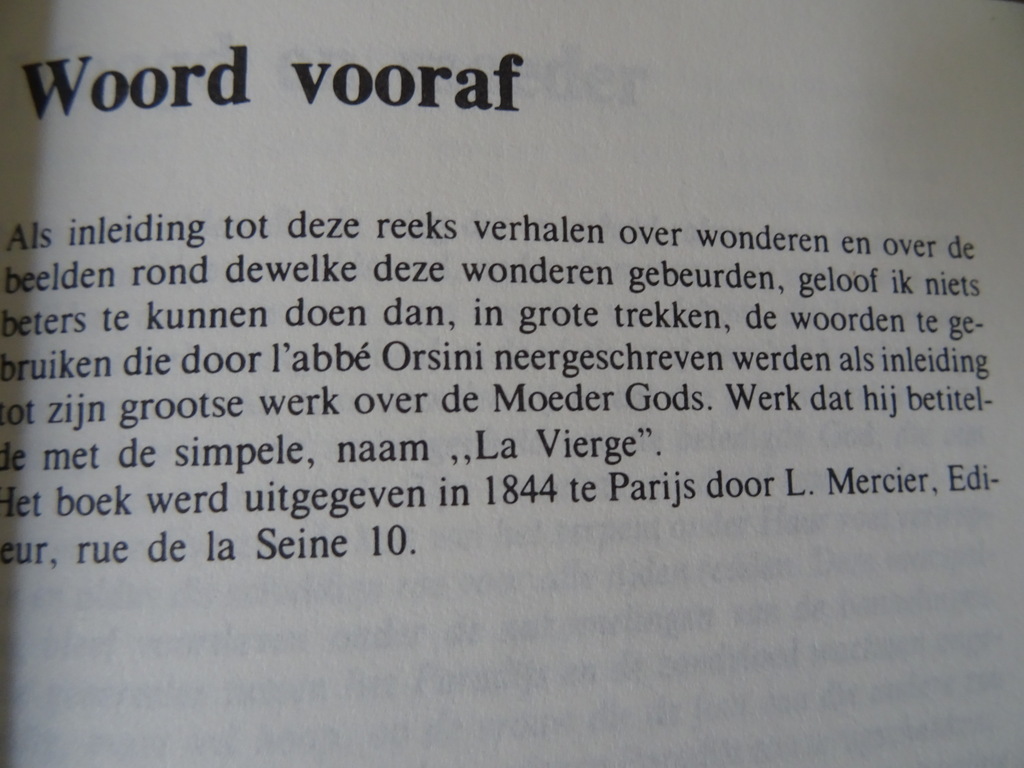 Woord vooraf
Als inleiding tot deze reeks verhalen over wonderen en over de
beelden rond dewelke deze wonderen gebeurden, geloof ik niets
beters te kunnen doen dan, in grote trekken, de woorden te ge-
bruiken die door l'abbé Orsini neergeschreven werden als inleiding
tot zijn grootse werk over de Moeder Gods. Werk dat hij betitel-
de met de simpele, naam ,,La Vierge”.
Het boek werd uitgegeven in 1844 te Parijs door L. Mercier, Edi-
eur, rue de la Seine 10.